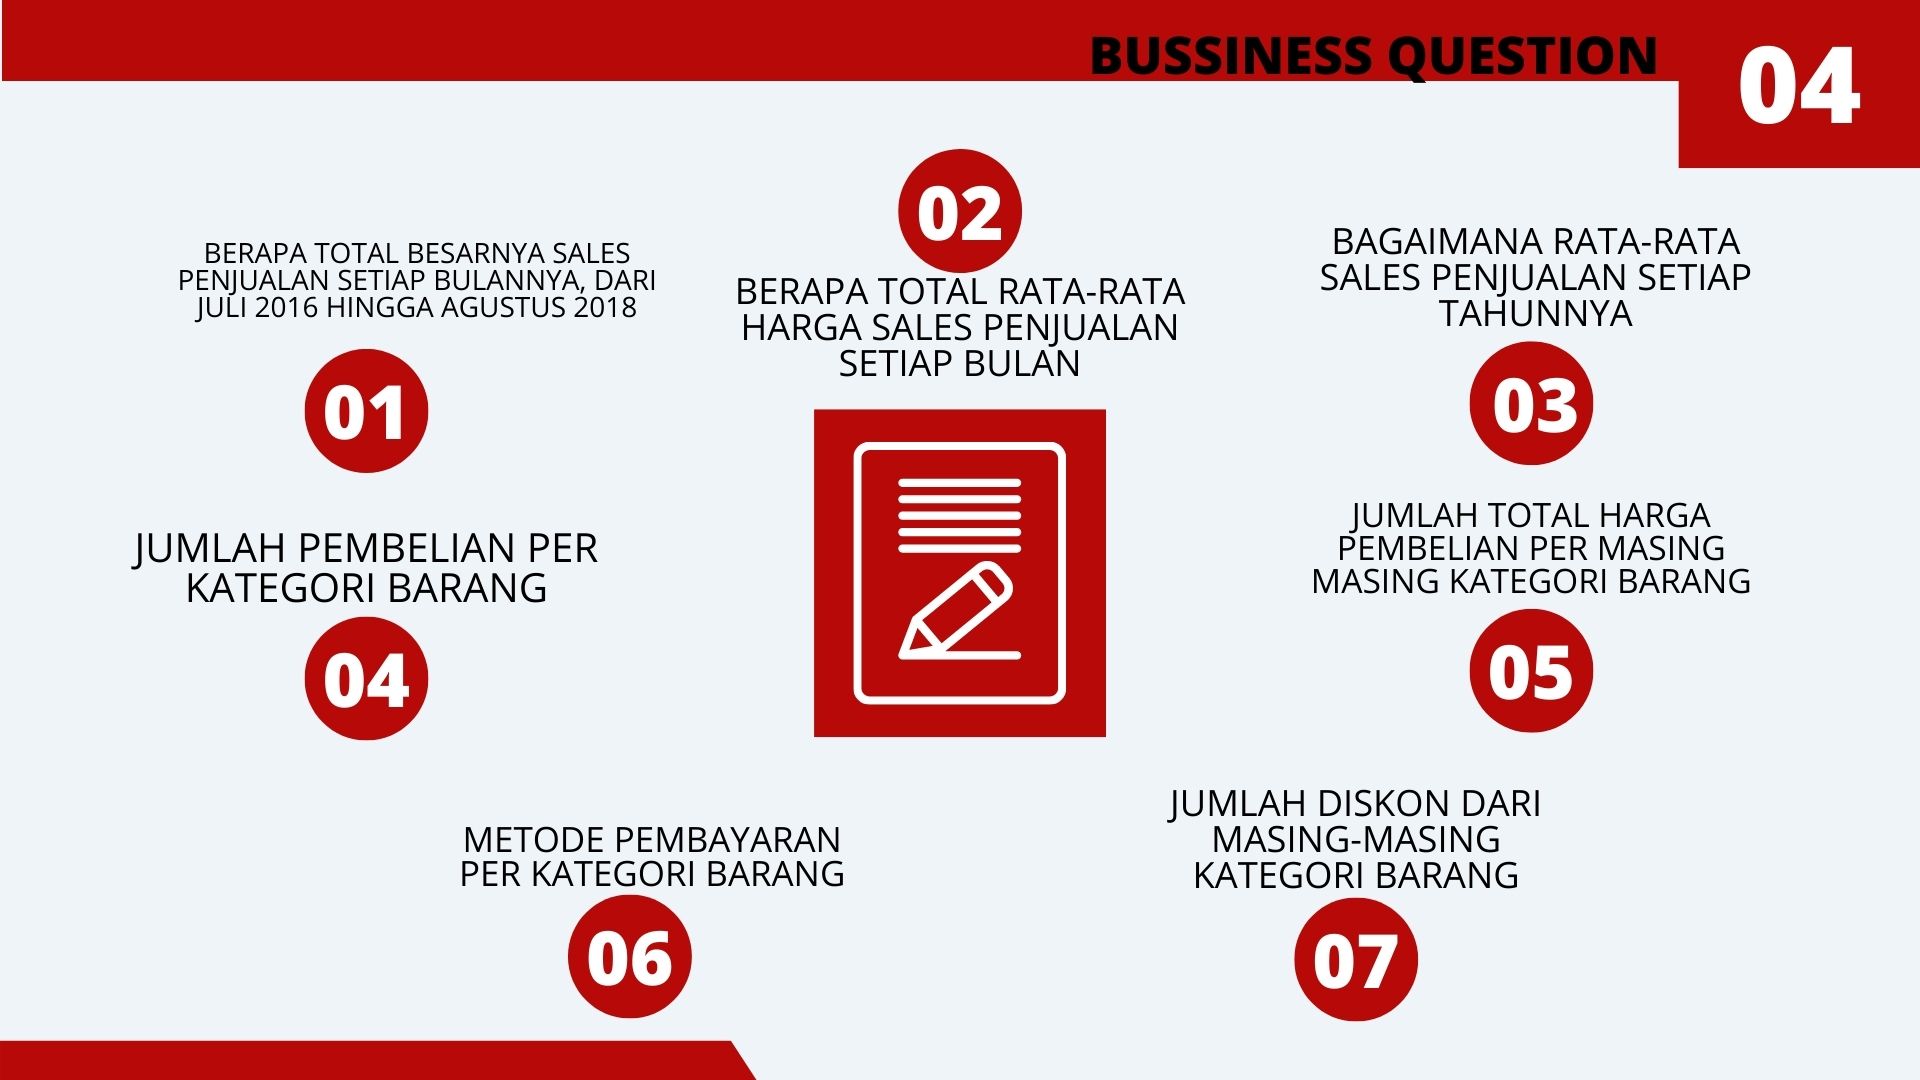 BUSSINESS QUESTION
04
BERAPA TOTAL BESARNYA SALES
PENJUALAN SETIAP BULANNYA, DARI
JULI 2016 HINGGA AGUSTUS 2018
01
02
BERAPA TOTAL RATA-RATA
HARGA SALES PENJUALAN
SETIAP BULAN
BAGAIMANA RATA-RATA
SALES PENJUALAN SETIAP
TAHUNNYA
03
JUMLAH PEMBELIAN PER
KATEGORI BARANG
04
JUMLAH TOTAL HARGA
PEMBELIAN PER MASING
MASING KATEGORI BARANG
05
METODE PEMBAYARAN
PER KATEGORI BARANG
06
JUMLAH DISKON DARI
MASING-MASING
KATEGORI BARANG
07